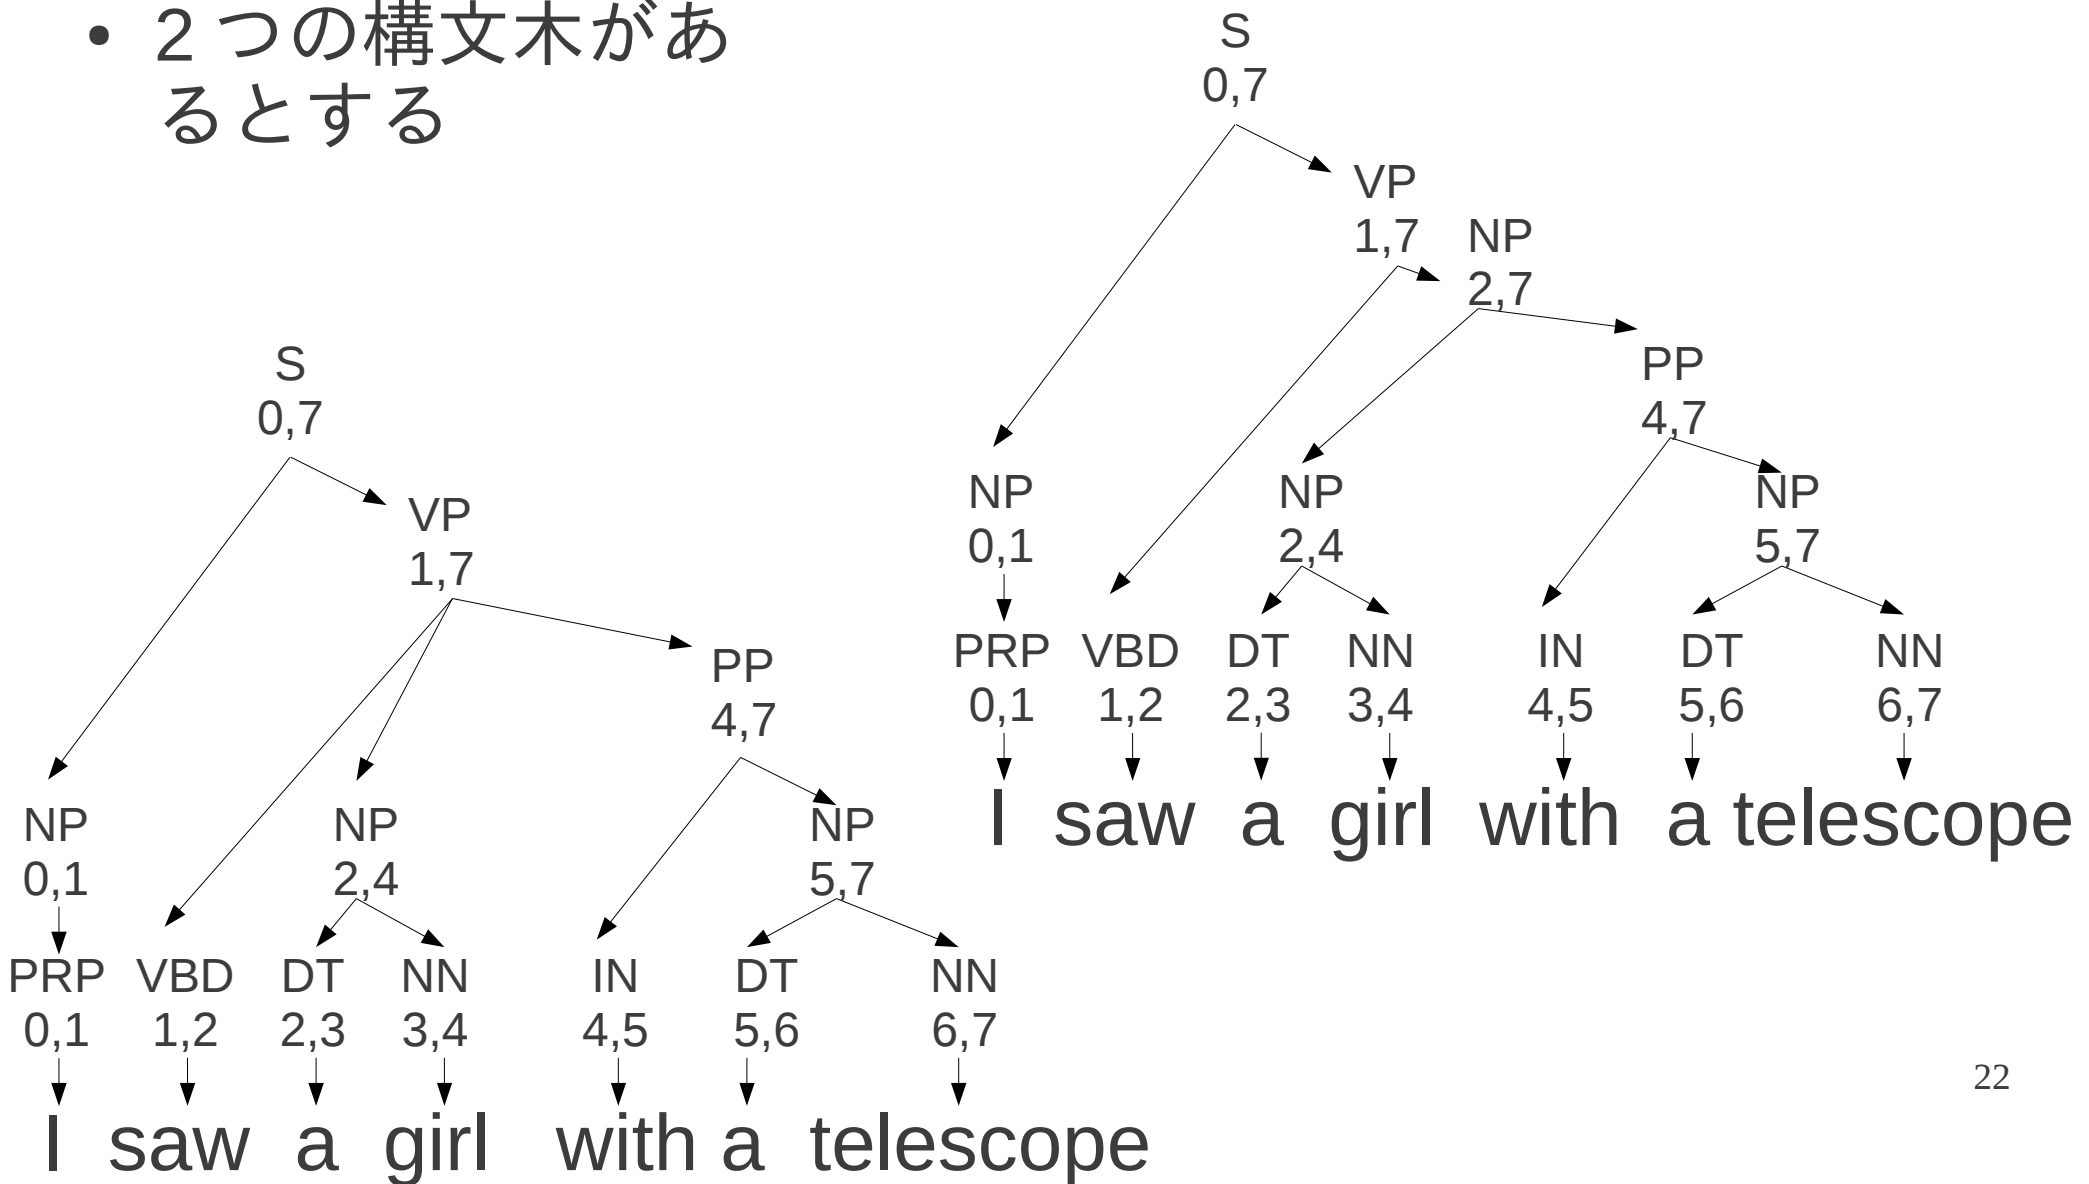 • 2 つの構文木があ
るとする
S
0,7
VP
1,7
NP
2,7
PP
4,7
NP NP NP
0,1 2,4 5,7
PRP VBD DT NN IN DT NN
0,1 1,2 2,3 3,4 4,5 5,6 6,7
I saw a girl with a telescope
S
0,7
VP
1,7
PP
4,7
NP NP NP
0,1 2,4 5,7
PRP VBD DT NN IN DT NN
0,1 1,2 2,3 3,4 4,5 5,6 6,7
I saw a girl with a telescope
22